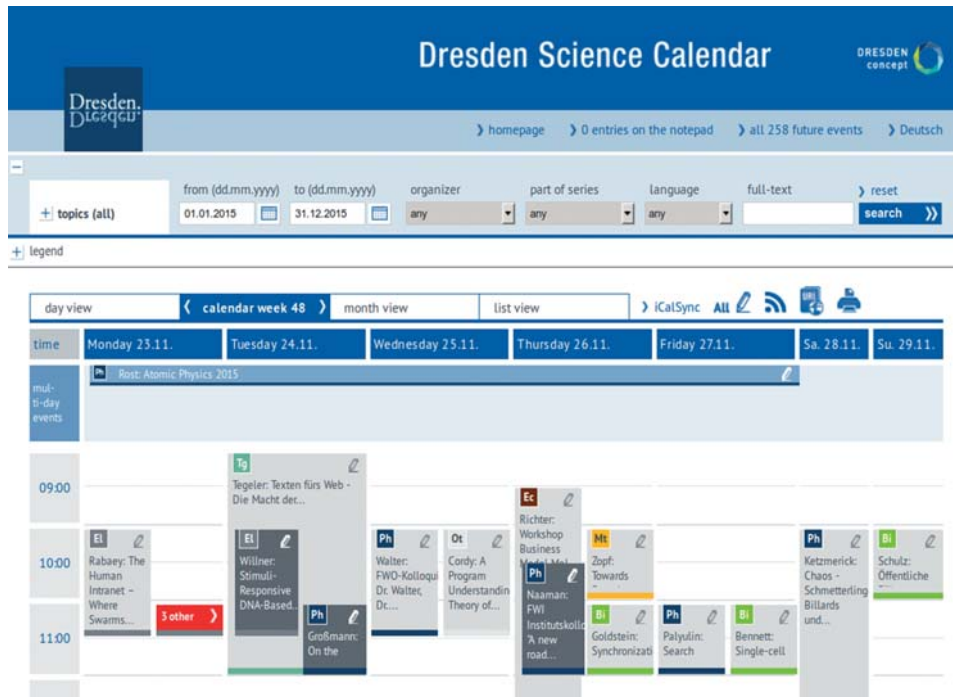 Dresden Science Calendar
DRESDEN
concept
Dresden.
Dresden.
❯ homepage ❯ 0 entries on the notepad ❯ all 258 future events ❯ Deutsch
from (dd.mm.yyyy) to (dd.mm.yyyy) organizer part of series language full-text ❯ reset
+ topics (all) 01.01.2015 31.12.2015 any any any search
+ legend
day view calendar week 48 month view list view ❯ iCalSync All URL
time Monday 23.11. Tuesday 24.11. Wednesday 25.11. Thursday 26.11. Friday 27.11. Sa. 28.11. Su. 29.11.
mul-
ti-day
events
Ph Rost: Atomic Physics 2015
09:00
10:00
11:00
El
Rabaey: The
Human
Intranet –
Where
Swarms...
3 other
Tg
Tegeler: Texten fürs Web -
Die Macht der...
El
Willner:
Stimuli-
Responsive
DNA-Based...
Ph
Großmann:
On the
Ph
Walter:
FWO-Kolloqui
Dr. Walter,
Dr....
Ot
Cordy: A
Program
Understandin
Theory of...
Ec
Richter:
Workshop
Business
Ph
Naaman:
FWI
Institutskollo
"A new
road...
Mt
Zopf:
Towards
Bi
Goldstein:
Synchronizati
Ph
Palyulin:
Search
Bi
Bennett:
Single-cell
Ph
Ketzmerick:
Chaos -
Schmetterling
Billards
und...
Bi
Schulz:
Öffentliche